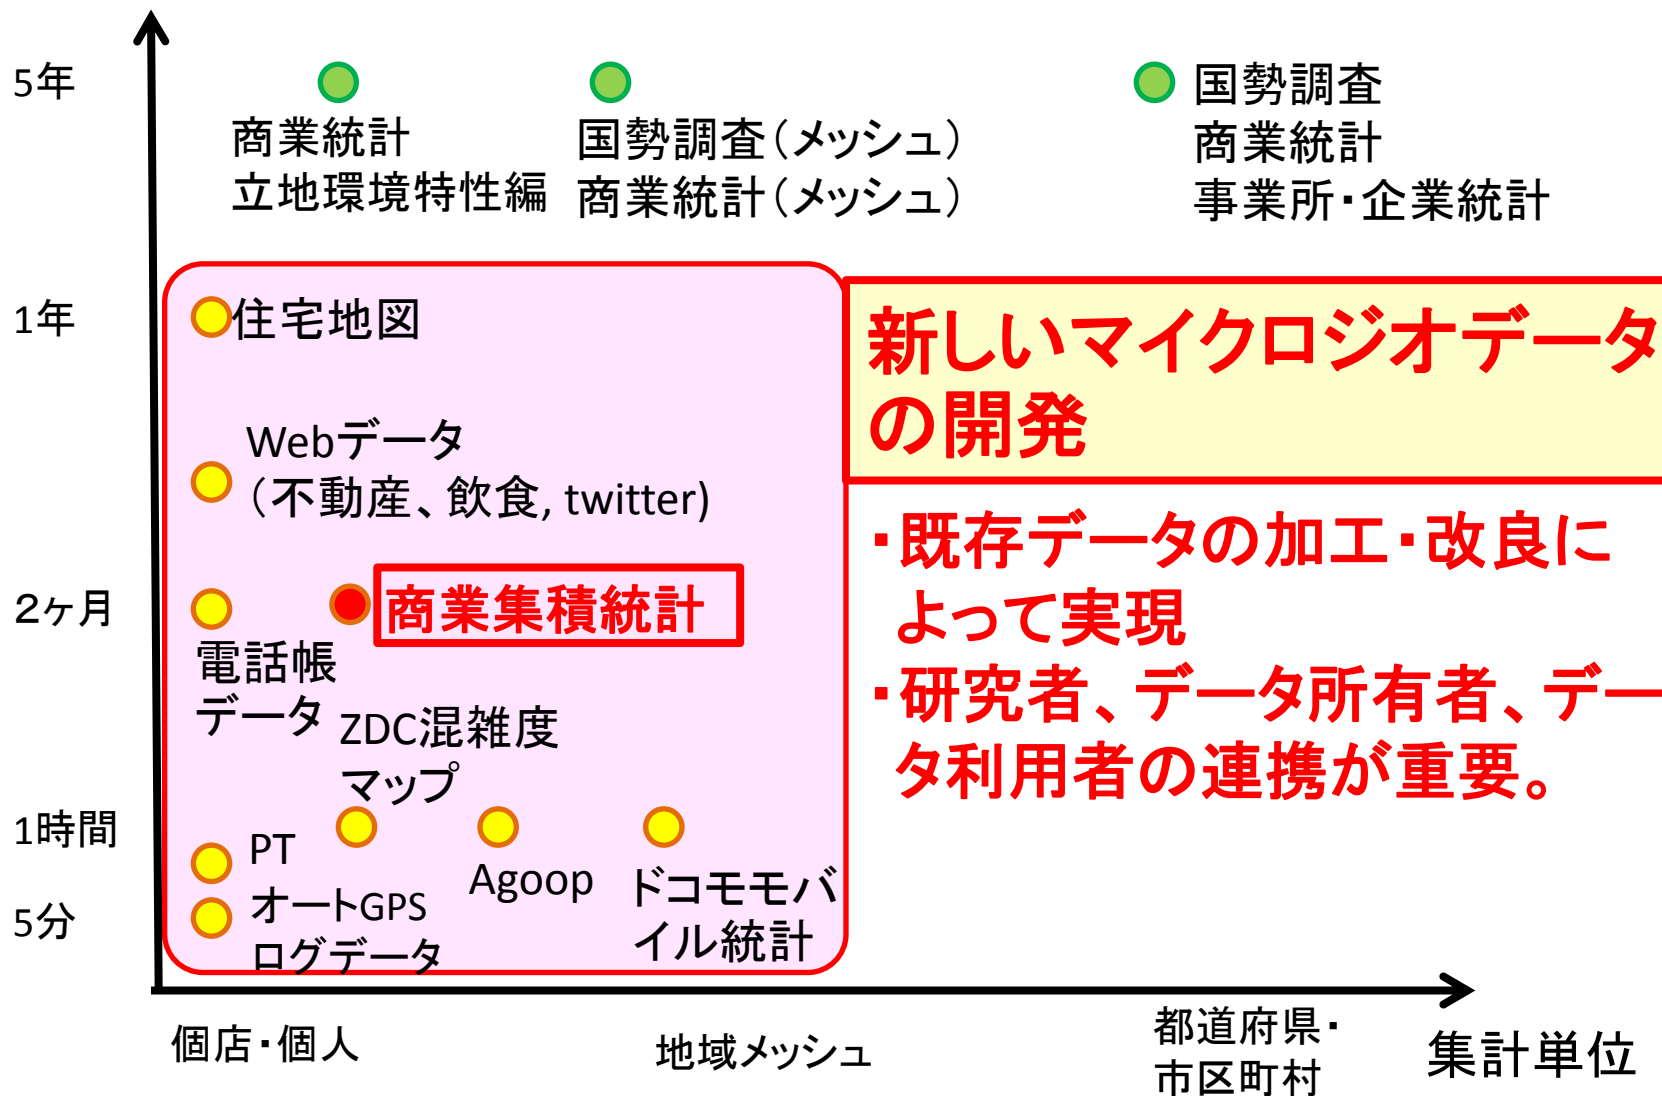 5年
商業統計
立地環境特性編
国勢調査(メッシュ)
商業統計(メッシュ)
国勢調査
商業統計
事業所・企業統計
1年
住宅地図
新しいマイクロジオデータ
の開発
Webデータ
(不動産、飲食, twitter)
・既存データの加工・改良に
よって実現
・研究者、データ所有者、デー
タ利用者の連携が重要。
2ヶ月
商業集積統計
電話帳
データ
ZDC混雑度
マップ
1時間
PT
Agoop
ドコモモバ
イル統計
5分
オートGPS
ログデータ
個店・個人
地域メッシュ
都道府県・
市区町村
集計単位